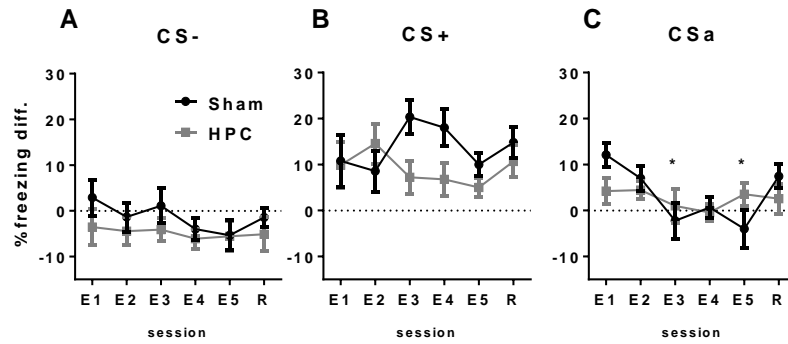 A
CS-
B
CS+
C
CSa
%freezing diff.
30
20
10
0
-10
Sham
HPC
E1 E2 E3 E4 E5 R
session
30
20
10
0
-10
E1 E2 E3 E4 E5 R
session
30
20
10
0
-10
* *
E1 E2 E3 E4 E5 R
session